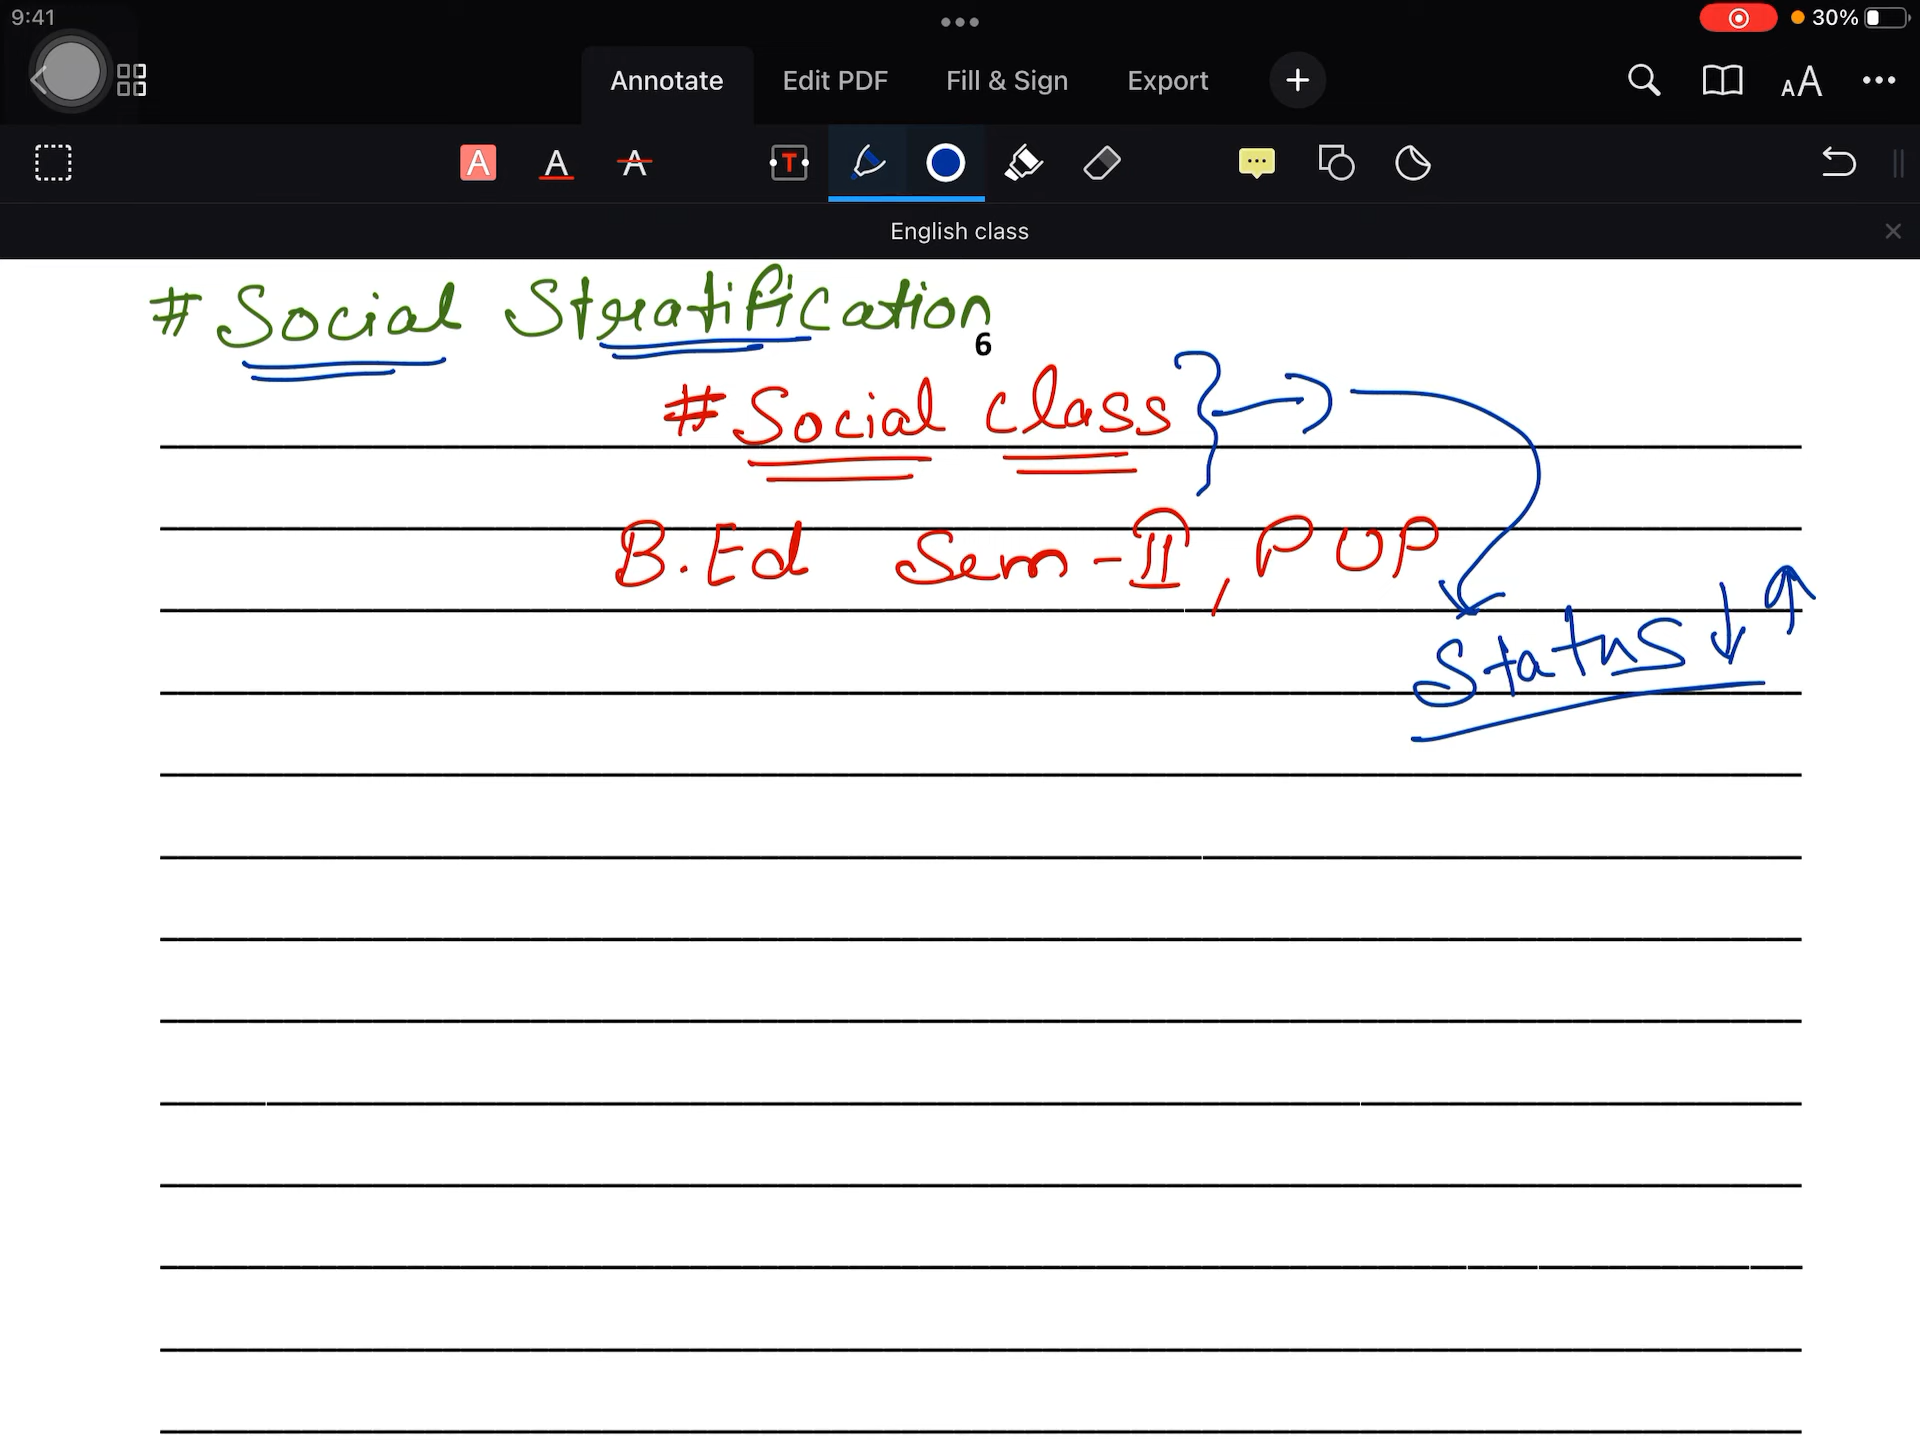 9:41
30%
Annotate Edit PDF Fill & Sign Export
AA
A A A T
English class
# Social Stratification
6
# Social class
B.Ed Sem-II, POP
Status ↓ ↑